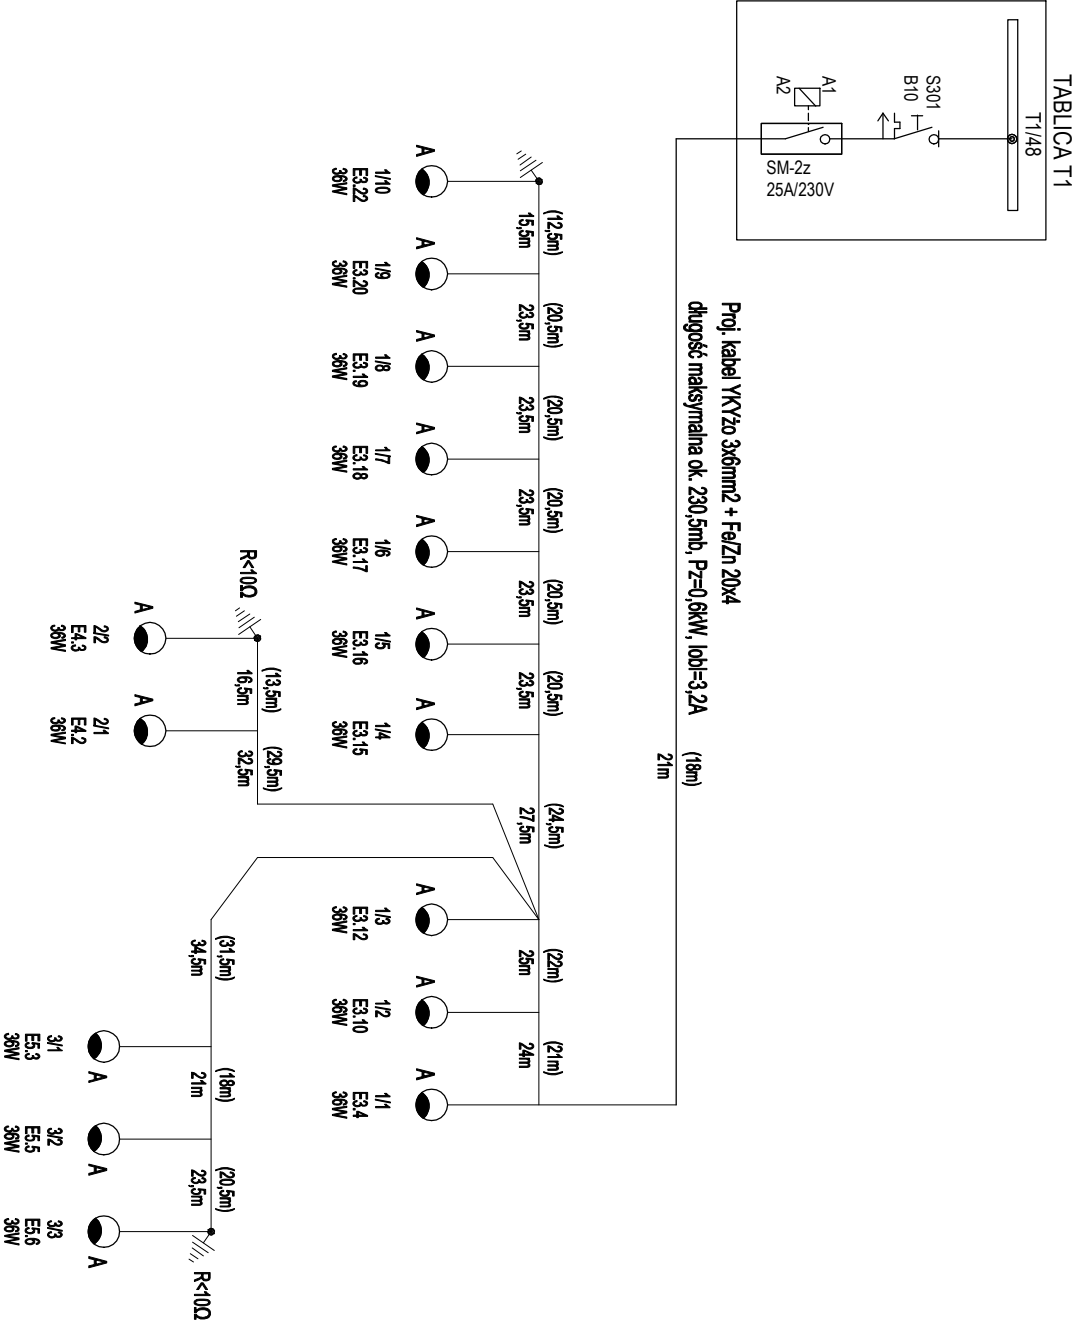 TABLICA T1
T1/48
S301
B10
A1
A2
SM-2z
25A/230V
Proj. kabel YKYżo 3x6mm2 + Fe/Zn 20x4
długość maksymalna ok. 230,5mb, Pz=0,6kW, Iobl=3,2A
(18m)
21m
(12,5m)
15,5m
(20,5m)
23,5m
(20,5m)
23,5m
(20,5m)
23,5m
(20,5m)
23,5m
(20,5m)
23,5m
(24,5m)
27,5m
(22m)
25m
(21m)
24m
A
1/10
E3.22
36W
A
1/9
E3.20
36W
A
1/8
E3.19
36W
A
1/7
E3.18
36W
A
1/6
E3.17
36W
A
1/5
E3.16
36W
A
1/4
E3.15
36W
A
1/3
E3.12
36W
A
1/2
E3.10
36W
A
1/1
E3.4
36W
R<10Ω
(13,5m)
16,5m
(29,5m)
32,5m
A
2/2
E4.3
36W
A
2/1
E4.2
36W
(31,5m)
34,5m
(18m)
21m
(20,5m)
23,5m
R<10Ω
A
3/1
E5.3
36W
A
3/2
E5.5
36W
A
3/3
E5.6
36W